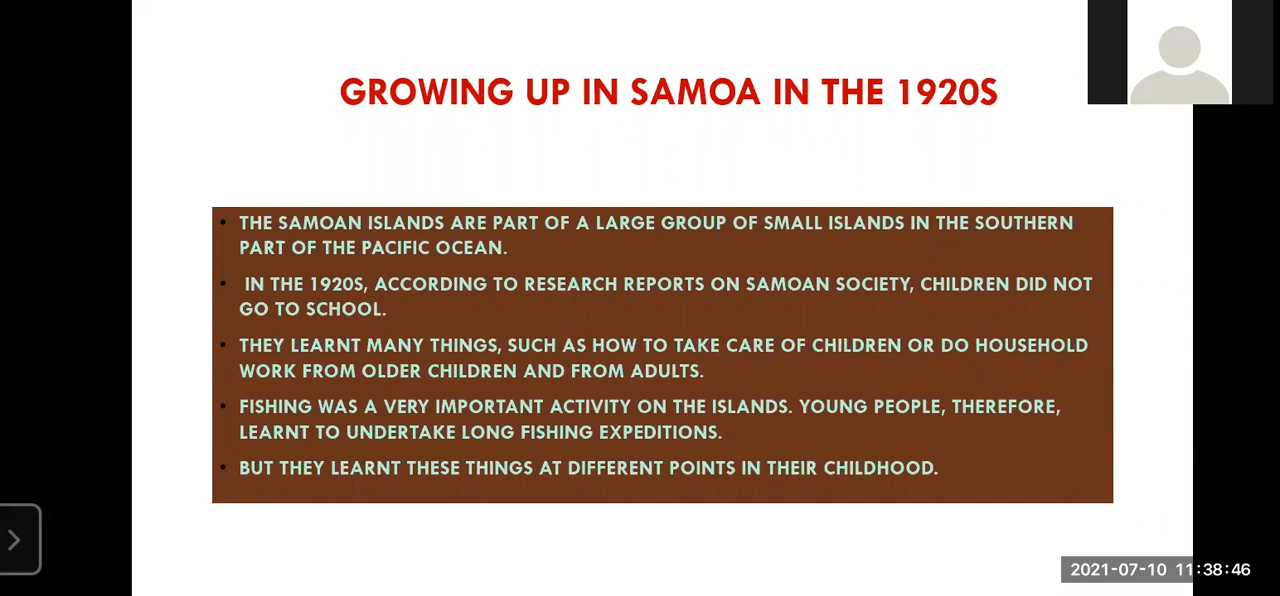 GROWING UP IN SAMOA IN THE 1920S
• THE SAMOAN ISLANDS ARE PART OF A LARGE GROUP OF SMALL ISLANDS IN THE SOUTHERN
PART OF THE PACIFIC OCEAN.
• IN THE 1920S, ACCORDING TO RESEARCH REPORTS ON SAMOAN SOCIETY, CHILDREN DID NOT
GO TO SCHOOL.
• THEY LEARNT MANY THINGS, SUCH AS HOW TO TAKE CARE OF CHILDREN OR DO HOUSEHOLD
WORK FROM OLDER CHILDREN AND FROM ADULTS.
• FISHING WAS A VERY IMPORTANT ACTIVITY ON THE ISLANDS. YOUNG PEOPLE, THEREFORE,
LEARNT TO UNDERTAKE LONG FISHING EXPEDITIONS.
• BUT THEY LEARNT THESE THINGS AT DIFFERENT POINTS IN THEIR CHILDHOOD.
2021-07-10 11:38:46